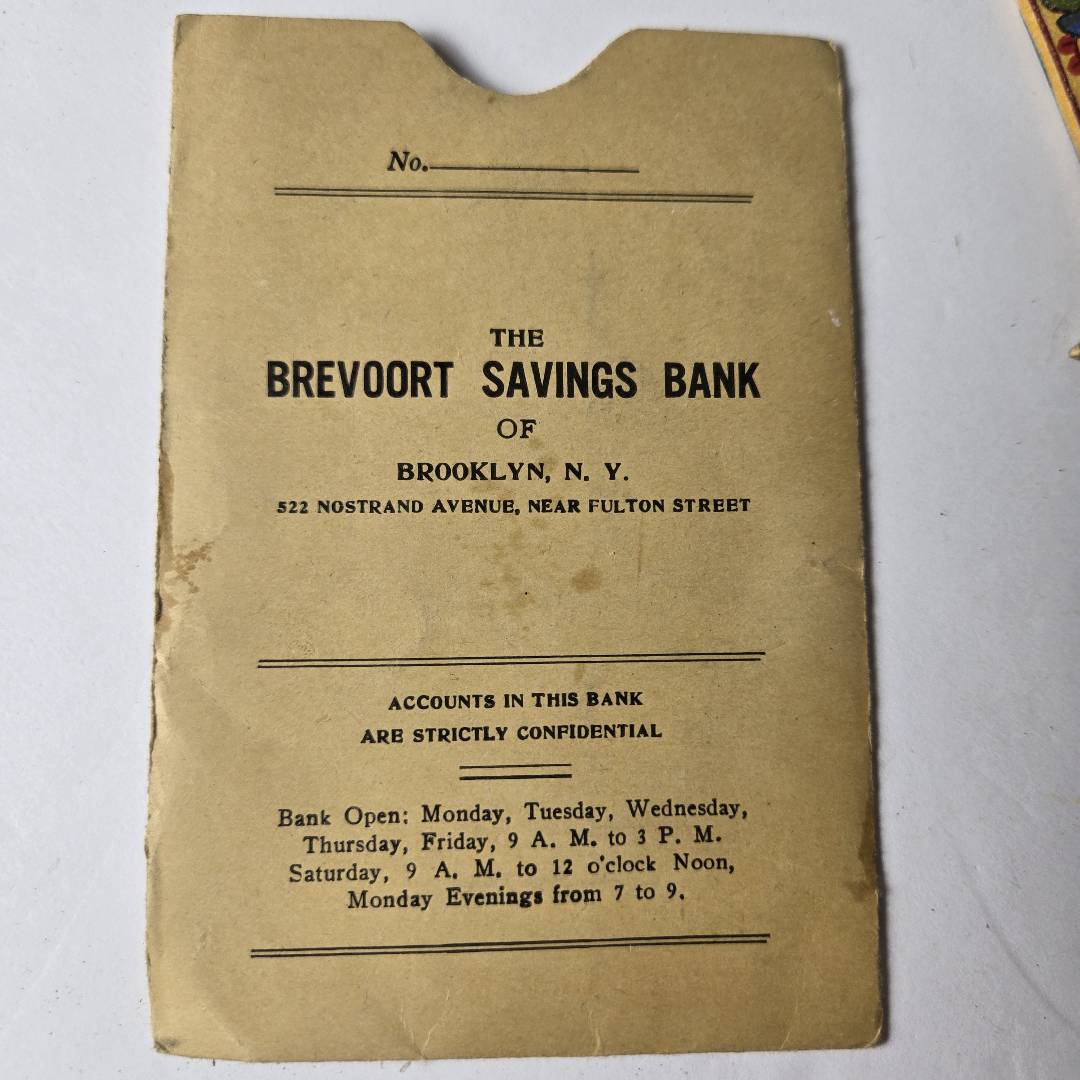 No.
THE
BREVOORT SAVINGS BANK
OF
BROOKLYN, N. Y.
522 NOSTRAND AVENUE, NEAR FULTON STREET
ACCOUNTS IN THIS BANK
ARE STRICTLY CONFIDENTIAL
Bank Open: Monday, Tuesday, Wednesday,
Thursday, Friday, 9 A. M. to 3 P. M.
Saturday, 9 A. M. to 12 o'clock Noon,
Monday Evenings from 7 to 9.